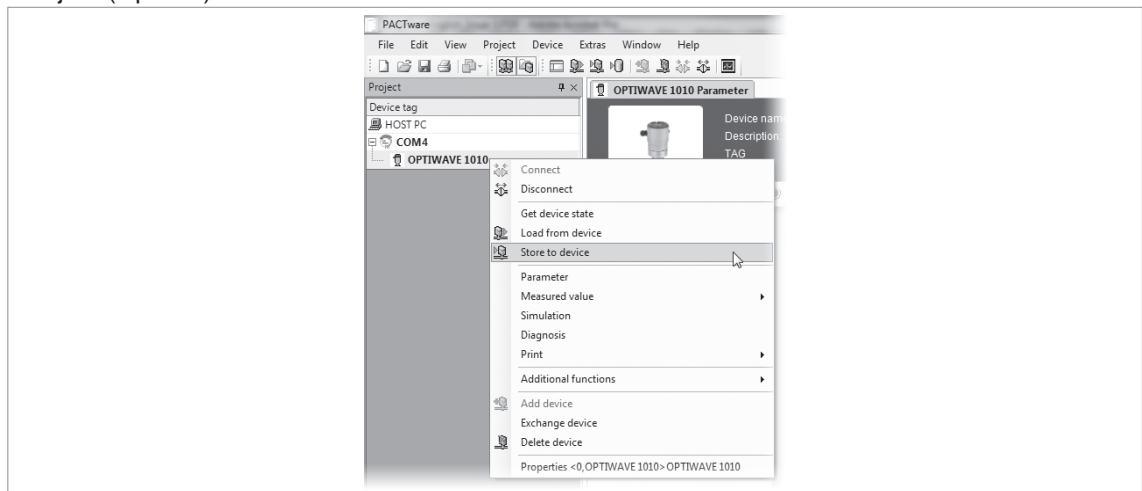 PACTware
File Edit View Project Device Extras Window Help
Project
OPTIWAVE 1010 Parameter
Device tag
HOST PC
COM4
OPTIWAVE 1010
Device nam
Description:
TAG
Connect
Disconnect
Get device state
Load from device
Store to device
Parameter
Measured value
Simulation
Diagnosis
Print
Additional functions
Add device
Exchange device
Delete device
Properties <0,OPTIWAVE 1010> OPTIWAVE 1010